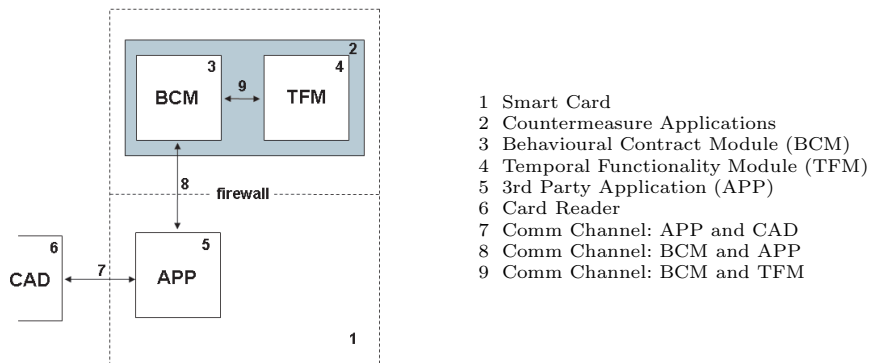 2
3
4
BCM
9
TFM
8
firewall
6
5
CAD
7
APP
1
1 Smart Card
2 Countermeasure Applications
3 Behavioural Contract Module (BCM)
4 Temporal Functionality Module (TFM)
5 3rd Party Application (APP)
6 Card Reader
7 Comm Channel: APP and CAD
8 Comm Channel: BCM and APP
9 Comm Channel: BCM and TFM